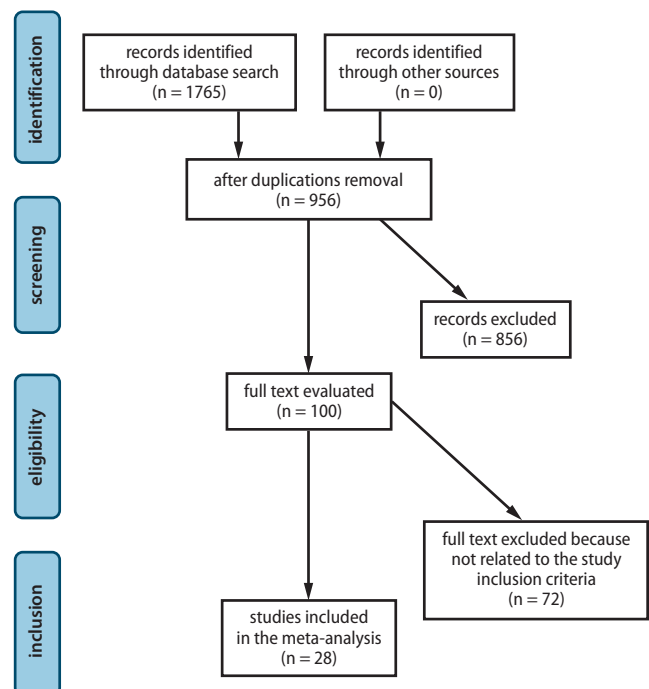 identification
records identified
through database search
(n = 1765)
records identified
through other sources
(n = 0)
after duplications removal
(n = 956)
screening
records excluded
(n = 856)
eligibility
full text evaluated
(n = 100)
full text excluded because
not related to the study
inclusion criteria
(n = 72)
inclusion
studies included
in the meta-analysis
(n = 28)